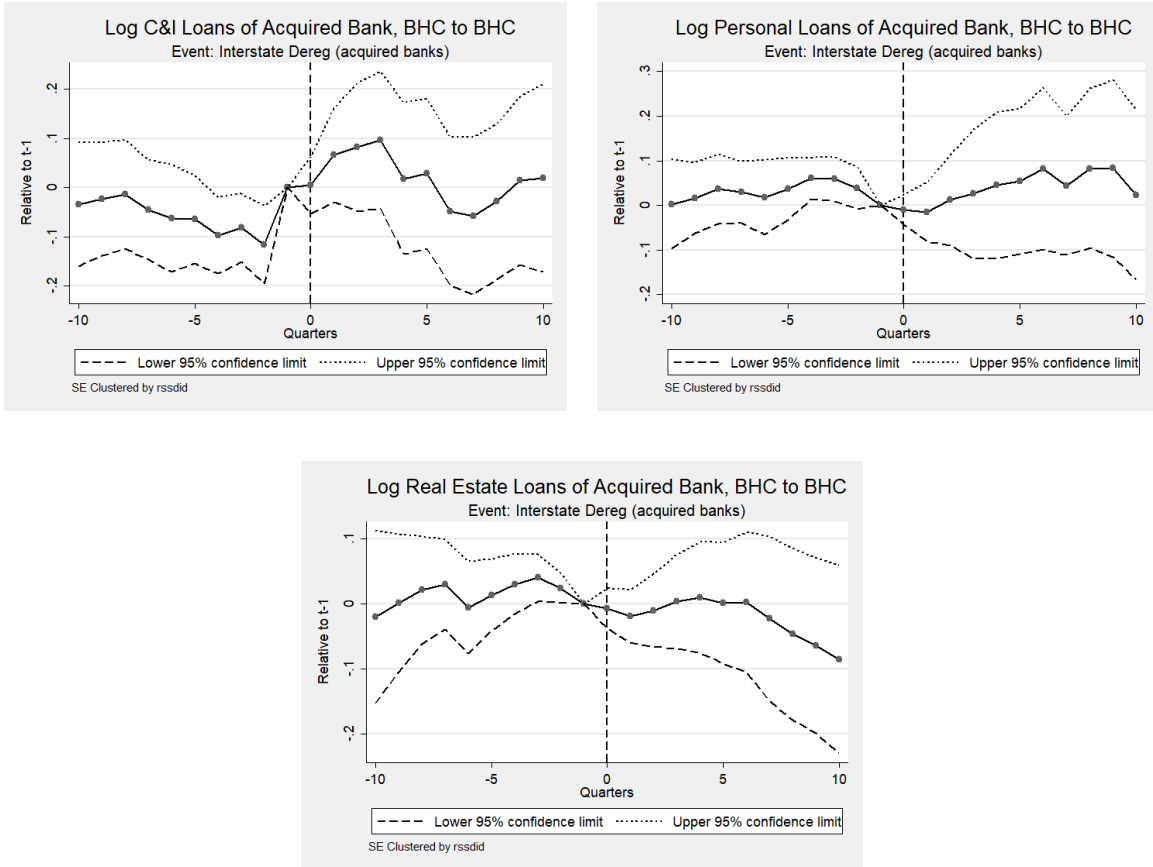 Log C&I Loans of Acquired Bank, BHC to BHC
Event: Interstate Dereg (acquired banks)
Relative to t-1
.2
.1
0
-.1
-.2
-10
-5
0
5
10
Quarters
Lower 95% confidence limit
Upper 95% confidence limit
SE Clustered by rssdid
Log Personal Loans of Acquired Bank, BHC to BHC
Event: Interstate Dereg (acquired banks)
Relative to t-1
.3
.2
.1
0
-.1
-.2
-10
-5
0
5
10
Quarters
Lower 95% confidence limit
Upper 95% confidence limit
SE Clustered by rssdid
Log Real Estate Loans of Acquired Bank, BHC to BHC
Event: Interstate Dereg (acquired banks)
Relative to t-1
.1
0
-.1
-.2
-10
-5
0
5
10
Quarters
Lower 95% confidence limit
Upper 95% confidence limit
SE Clustered by rssdid